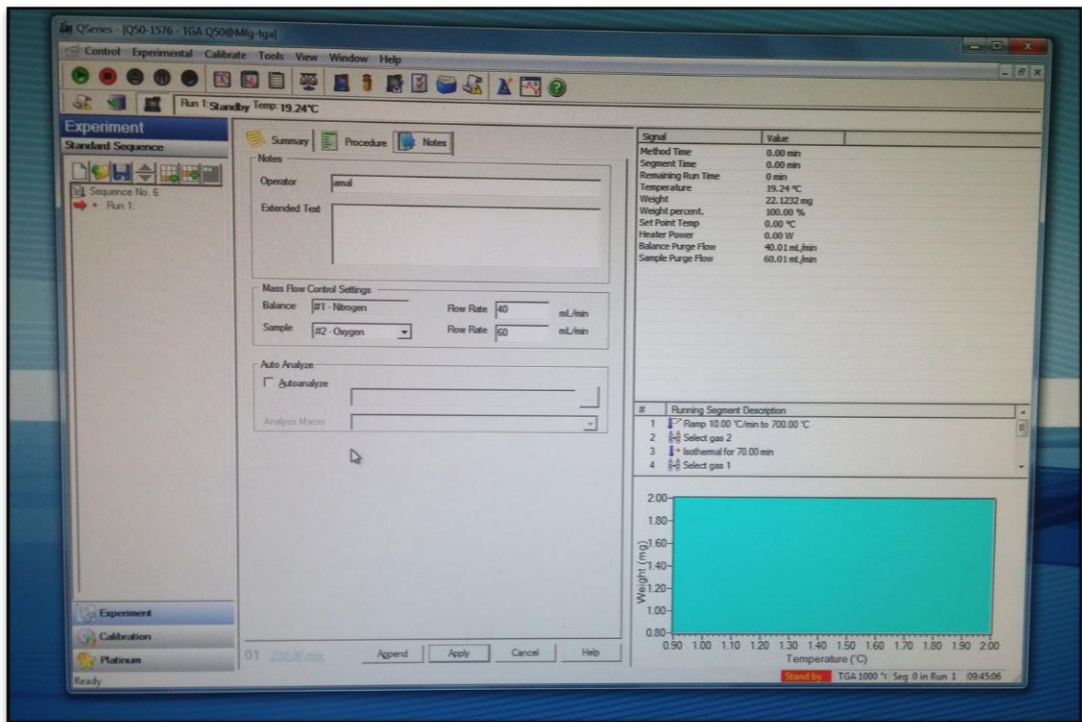 QSeries - [Q50-1576 - TGA Q50@Mfg-tga]
Control Experimental Calibrate Tools View Window Help
Run 1: Standby Temp: 19.24°C
Experiment
Standard Sequence
Sequence No. 6
Run 1:
Experiment
Calibration
Platinum
Ready
Summary Procedure Notes
Notes
Operator amal
Extended Text
Mass Flow Control Settings
Balance #1 - Nitrogen Flow Rate 40 mL/min
Sample #2 - Oxygen Flow Rate 60 mL/min
Auto Analyze
Autoanalyze
Analysis Macro
01
Append Apply Cancel Help
Signal Value
Method Time 0.00 min
Segment Time 0.00 min
Remaining Run Time 0 min
Temperature 19.24 °C
Weight 22.1232 mg
Weight percent. 100.00 %
Set Point Temp 0.00 °C
Heater Power 0.00 W
Balance Purge Flow 40.01 mL/min
Sample Purge Flow 60.01 mL/min
# Running Segment Description
1 Ramp 10.00 °C/min to 700.00 °C
2 Select gas 2
3 Isothermal for 70.00 min
4 Select gas 1
2.00
1.80
1.60
1.40
1.20
1.00
0.80
Weight (mg)
0.90 1.00 1.10 1.20 1.30 1.40 1.50 1.60 1.70 1.80 1.90 2.00
Temperature (°C)
Stand by TGA 1000 °C Seg 0 in Run 1 09:45:06